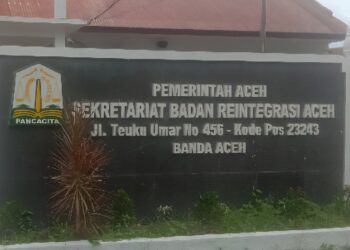 PEMERINTAH ACEH
SEKRETARIAT BADAN REINTEGRASI ACEH
Jl. Teuku Umar No 456 - Kode Pos 23243
BANDA ACEH
PANCACITA